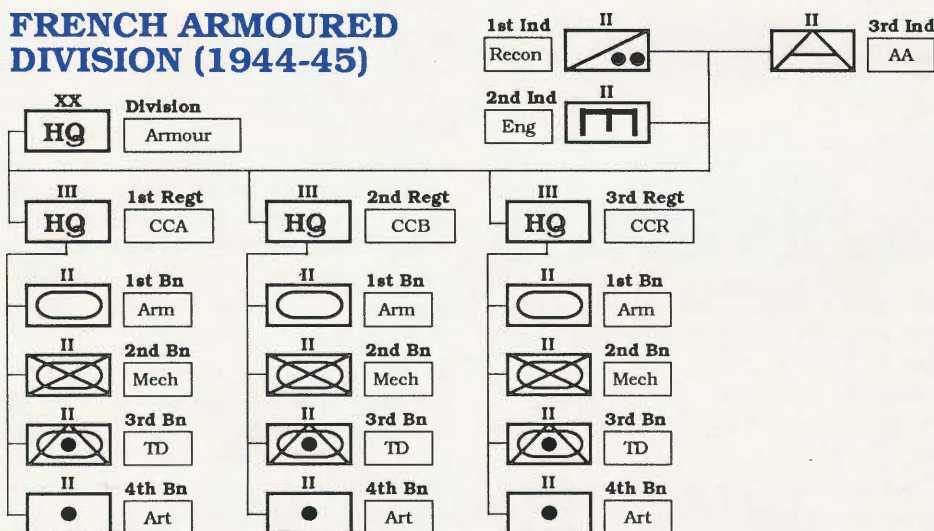 FRENCH ARMOURED
DIVISION (1944-45)
1st Ind II
Recon
II 3rd Ind
AA
2nd Ind II
Eng
XX Division
HQ Armour
III 1st Regt
HQ CCA
III 2nd Regt
HQ CCB
III 3rd Regt
HQ CCR
II 1st Bn
Arm
II 1st Bn
Arm
II 1st Bn
Arm
II 2nd Bn
Mech
II 2nd Bn
Mech
II 2nd Bn
Mech
II 3rd Bn
TD
II 3rd Bn
TD
II 3rd Bn
TD
II 4th Bn
Art
II 4th Bn
Art
II 4th Bn
Art